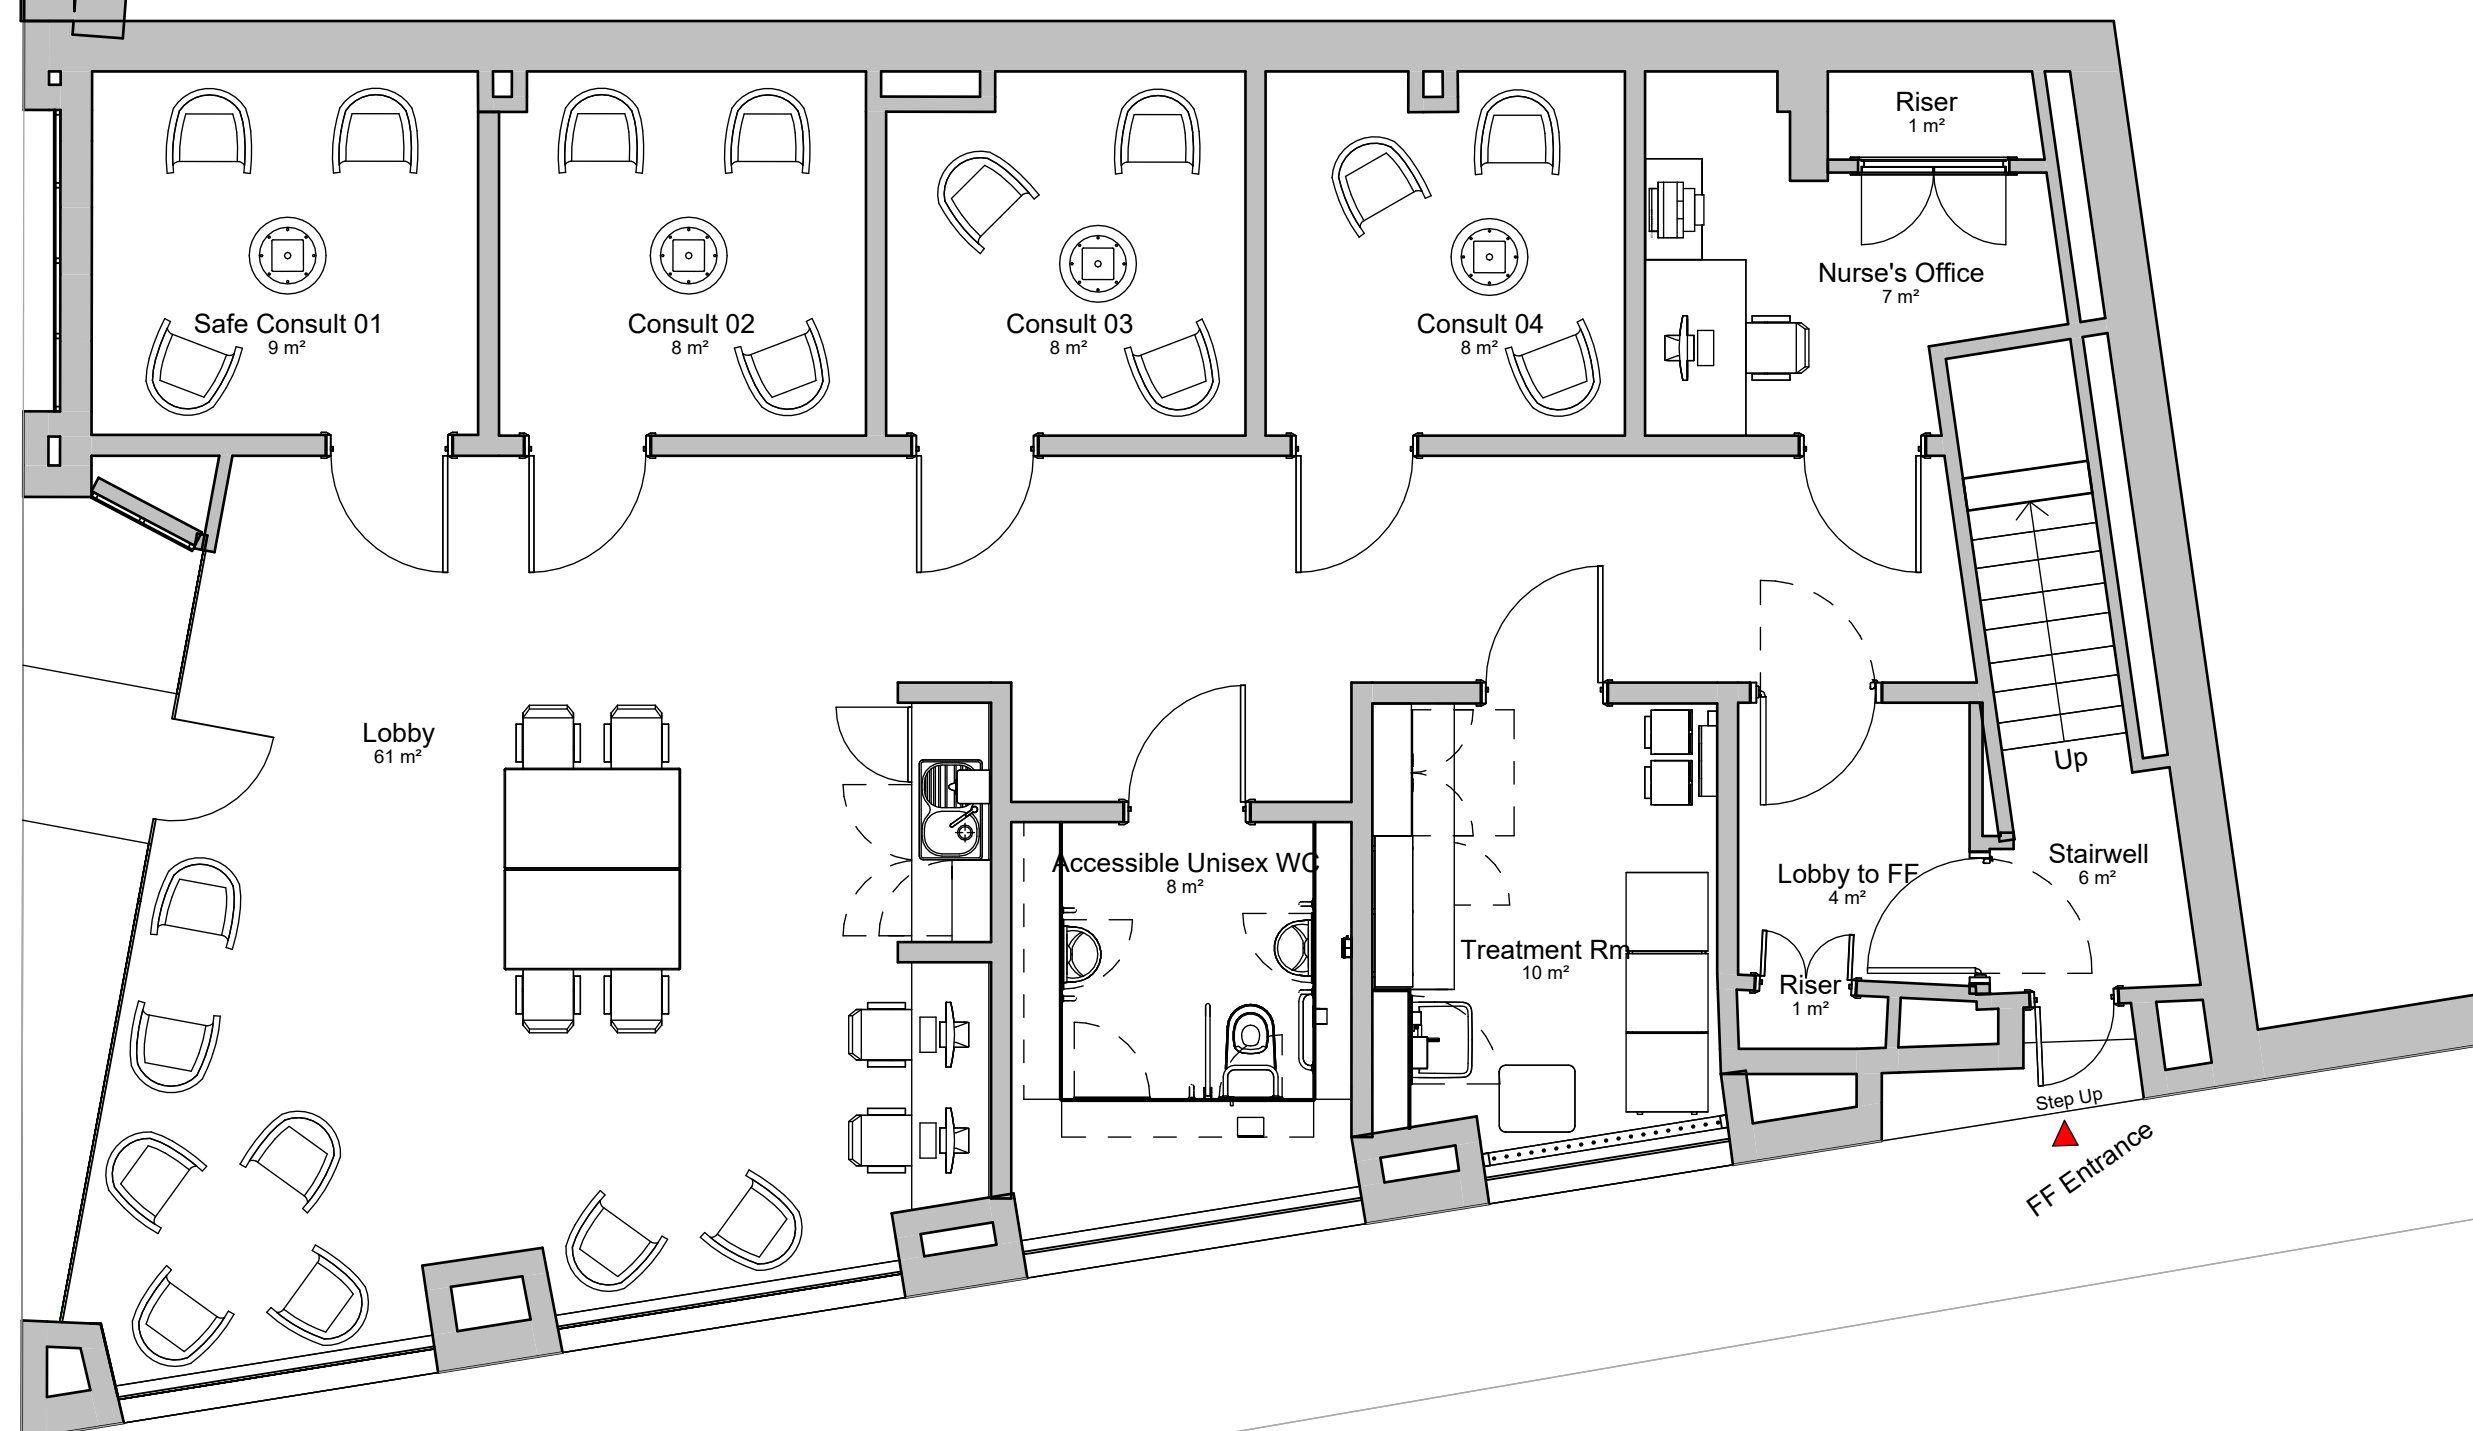 Riser
1 m²
Nurse's Office
7 m²
Safe Consult 01
9 m²
Consult 02
8 m²
Consult 03
8 m²
Consult 04
8 m²
Lobby
61 m²
Up
Accessible Unisex WC
8 m²
Stairwell
6 m²
Lobby to FF
4 m²
Treatment Rm
10 m²
Riser
1 m²
Step Up
FF Entrance